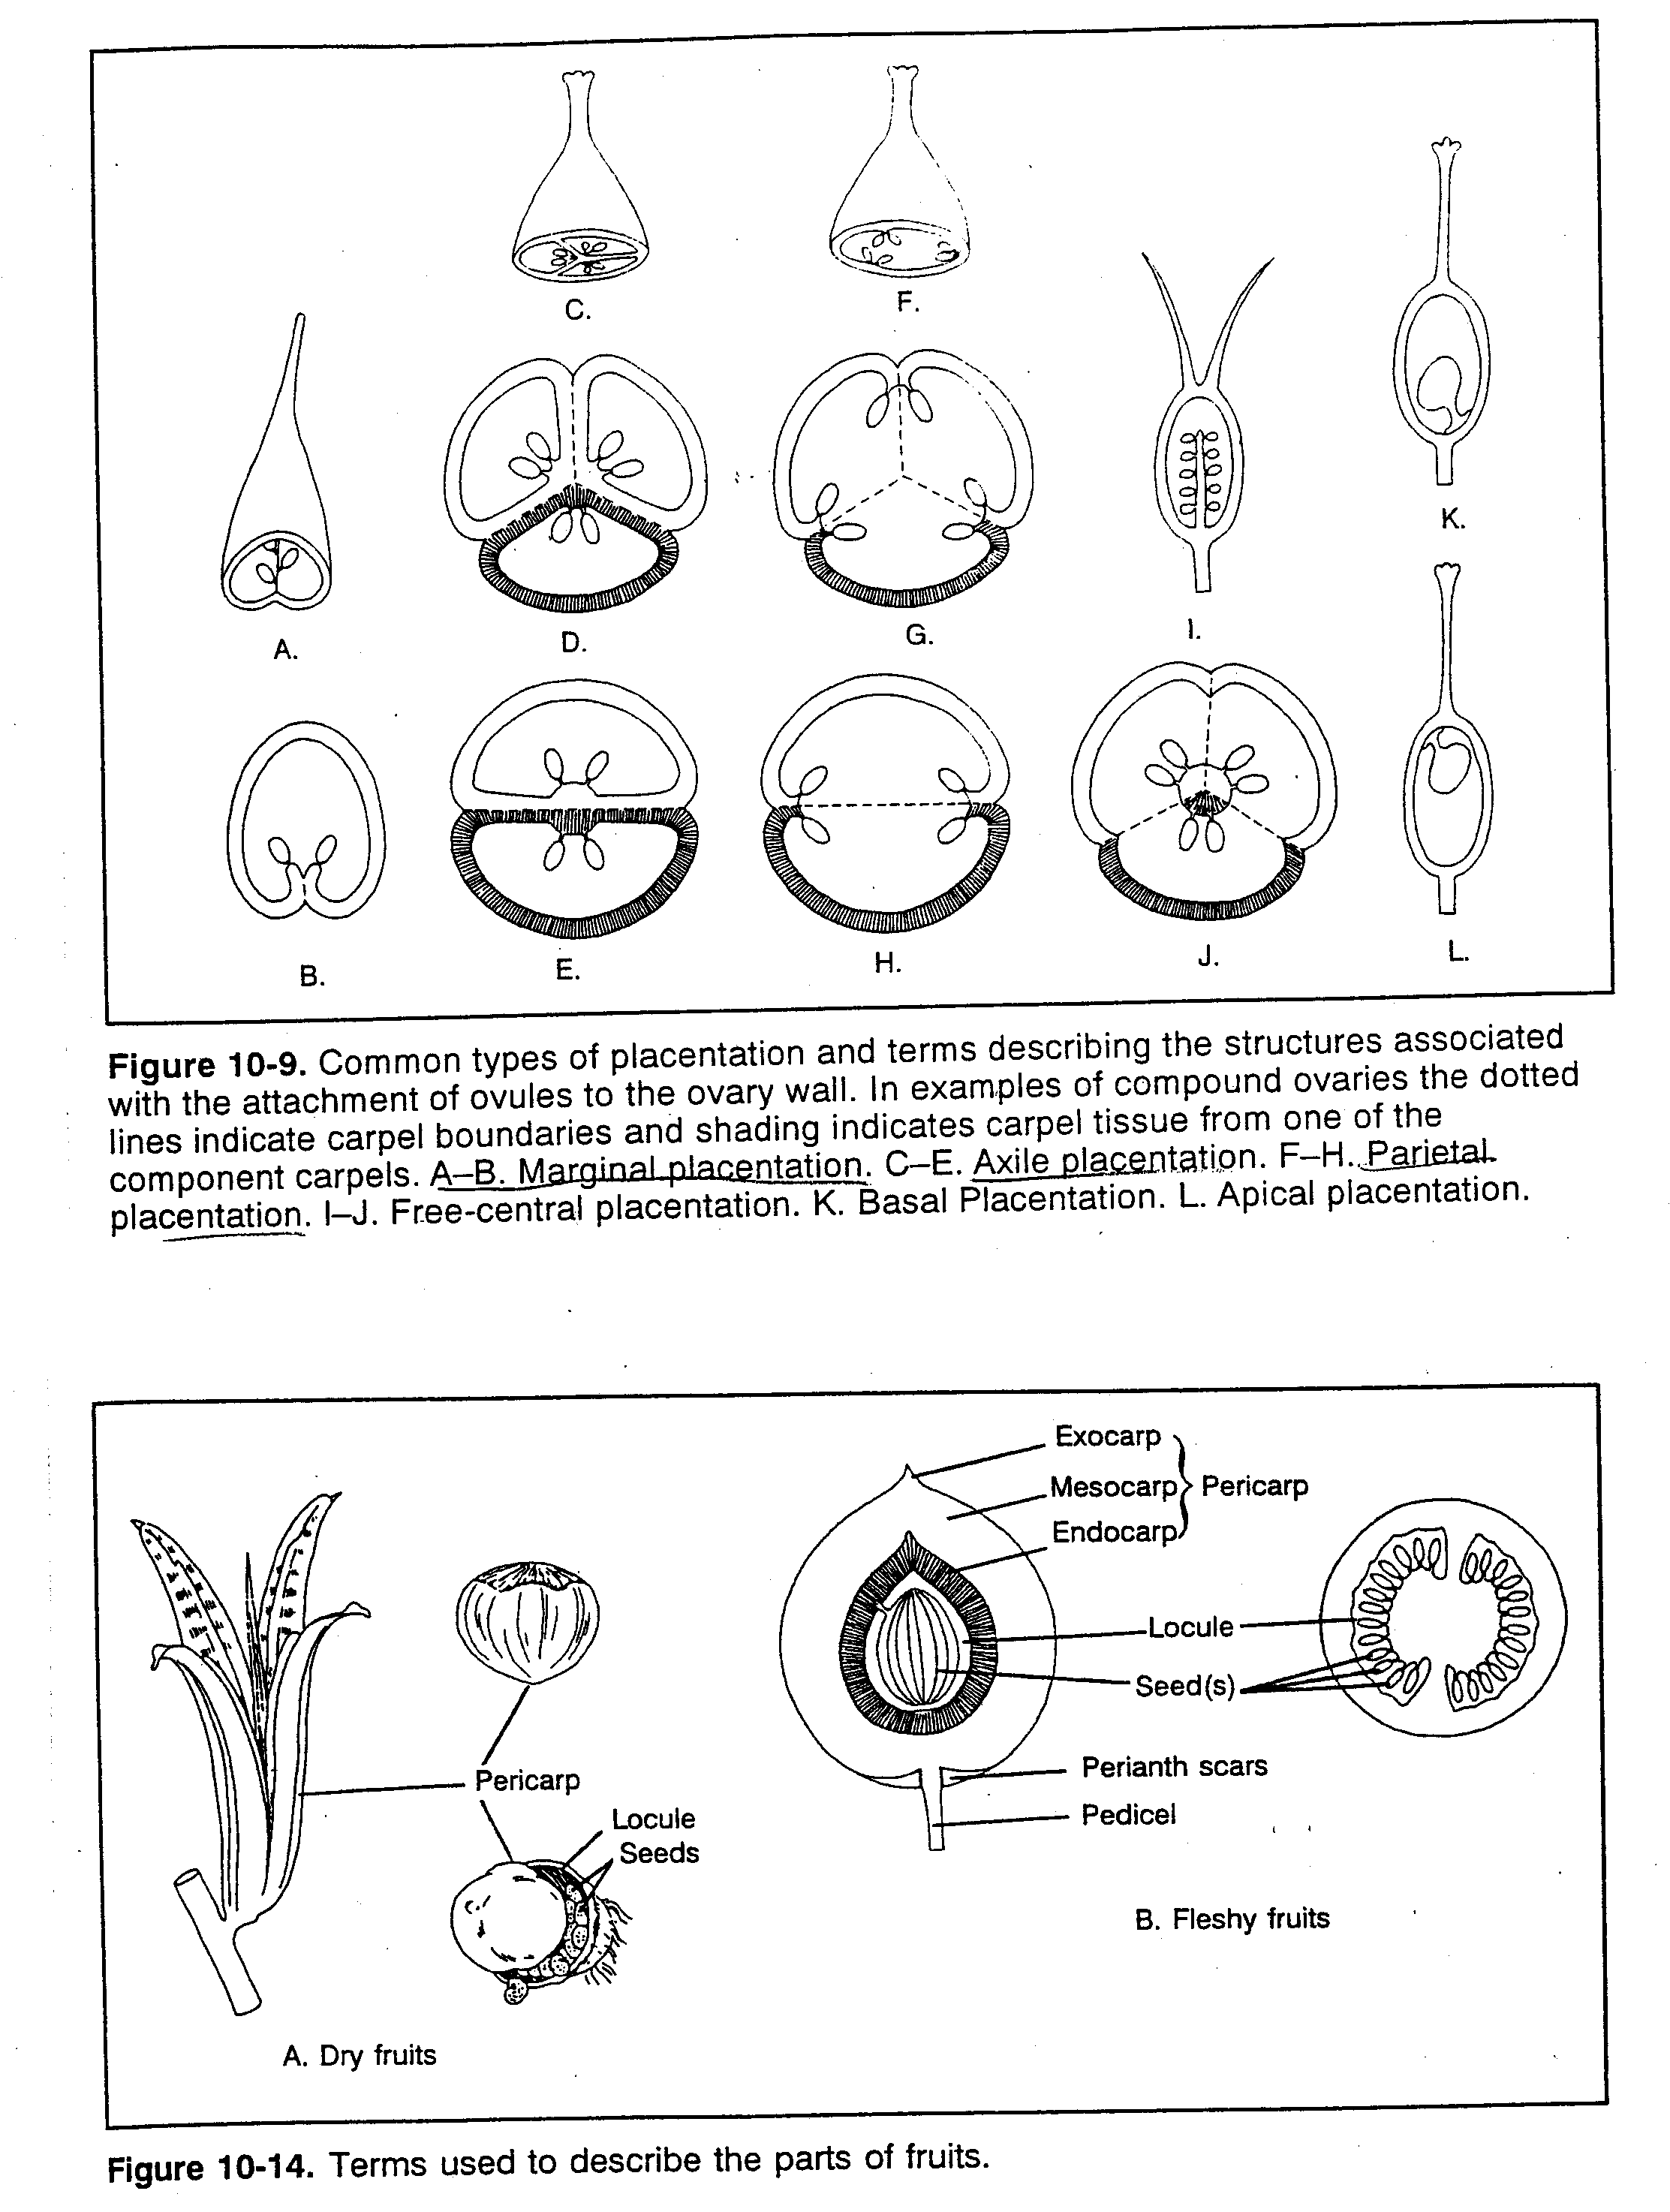 C.
F.
A.
D.
G.
I.
K.
B.
E.
H.
J.
L.
Figure 10-9. Common types of placentation and terms describing the structures associated
with the attachment of ovules to the ovary wall. In examples of compound ovaries the dotted
lines indicate carpel boundaries and shading indicates carpel tissue from one of the
component carpels. A–B. Marginal placentation. C–E. Axile placentation. F–H. Parietal
placentation. I–J. Free-central placentation. K. Basal Placentation. L. Apical placentation.
Exocarp
Mesocarp
Pericarp
Endocarp
Locule
Seed(s)
Perianth scars
Pedicel
Pericarp
Locule
Seeds
B. Fleshy fruits
A. Dry fruits
Figure 10-14. Terms used to describe the parts of fruits.